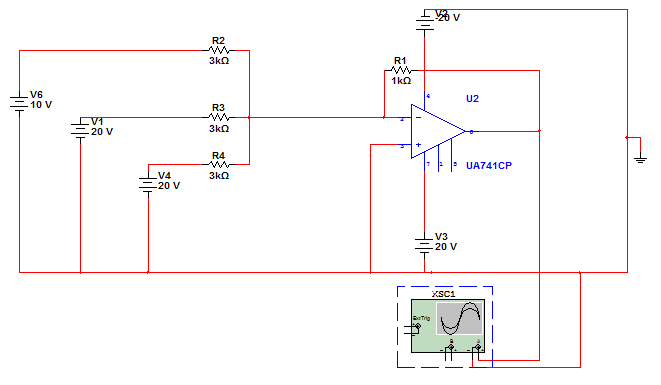 V2
-20 V
R2
3kΩ
R1
1kΩ
V6
10 V
4
U2
V1
20 V
R3
3kΩ
2
6
3
R4
3kΩ
7
1
5
UA741CP
V4
20 V
V3
20 V
XSC1
Ext Trig
+
_
B
A
_
+
_
+